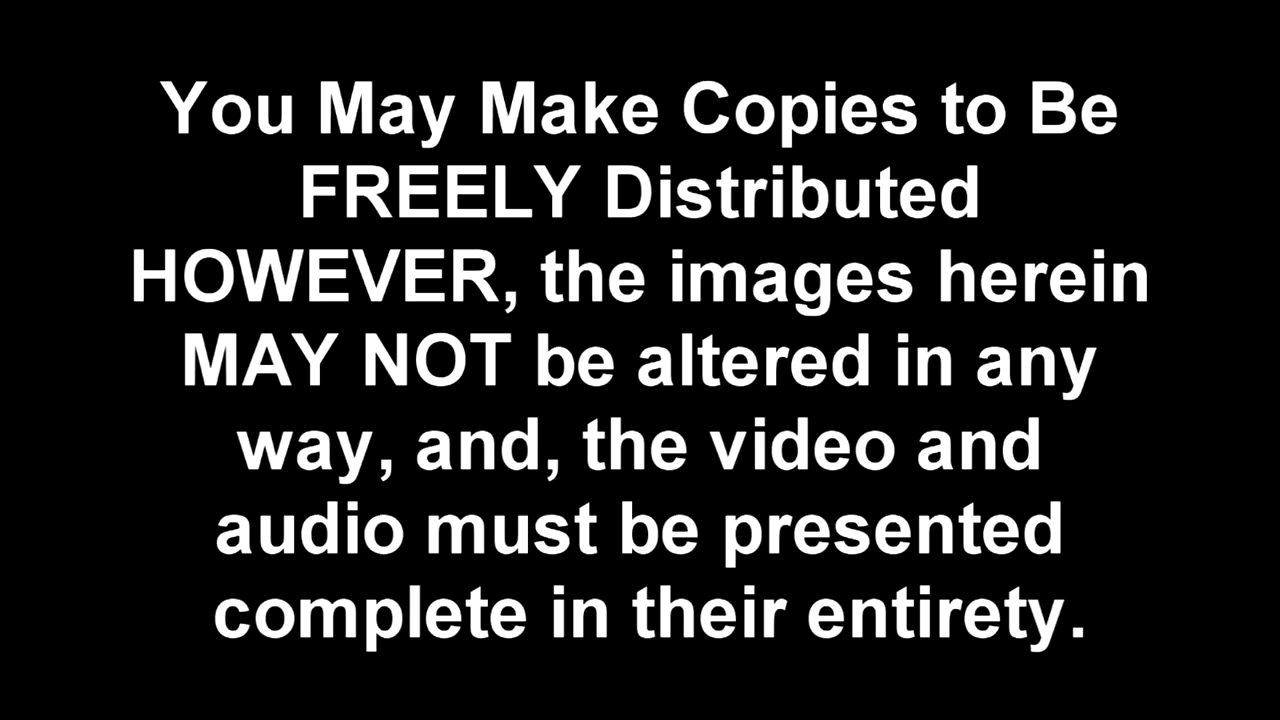 You May Make Copies to Be
FREELY Distributed
HOWEVER, the images herein
MAY NOT be altered in any
way, and, the video and
audio must be presented
complete in their entirety.